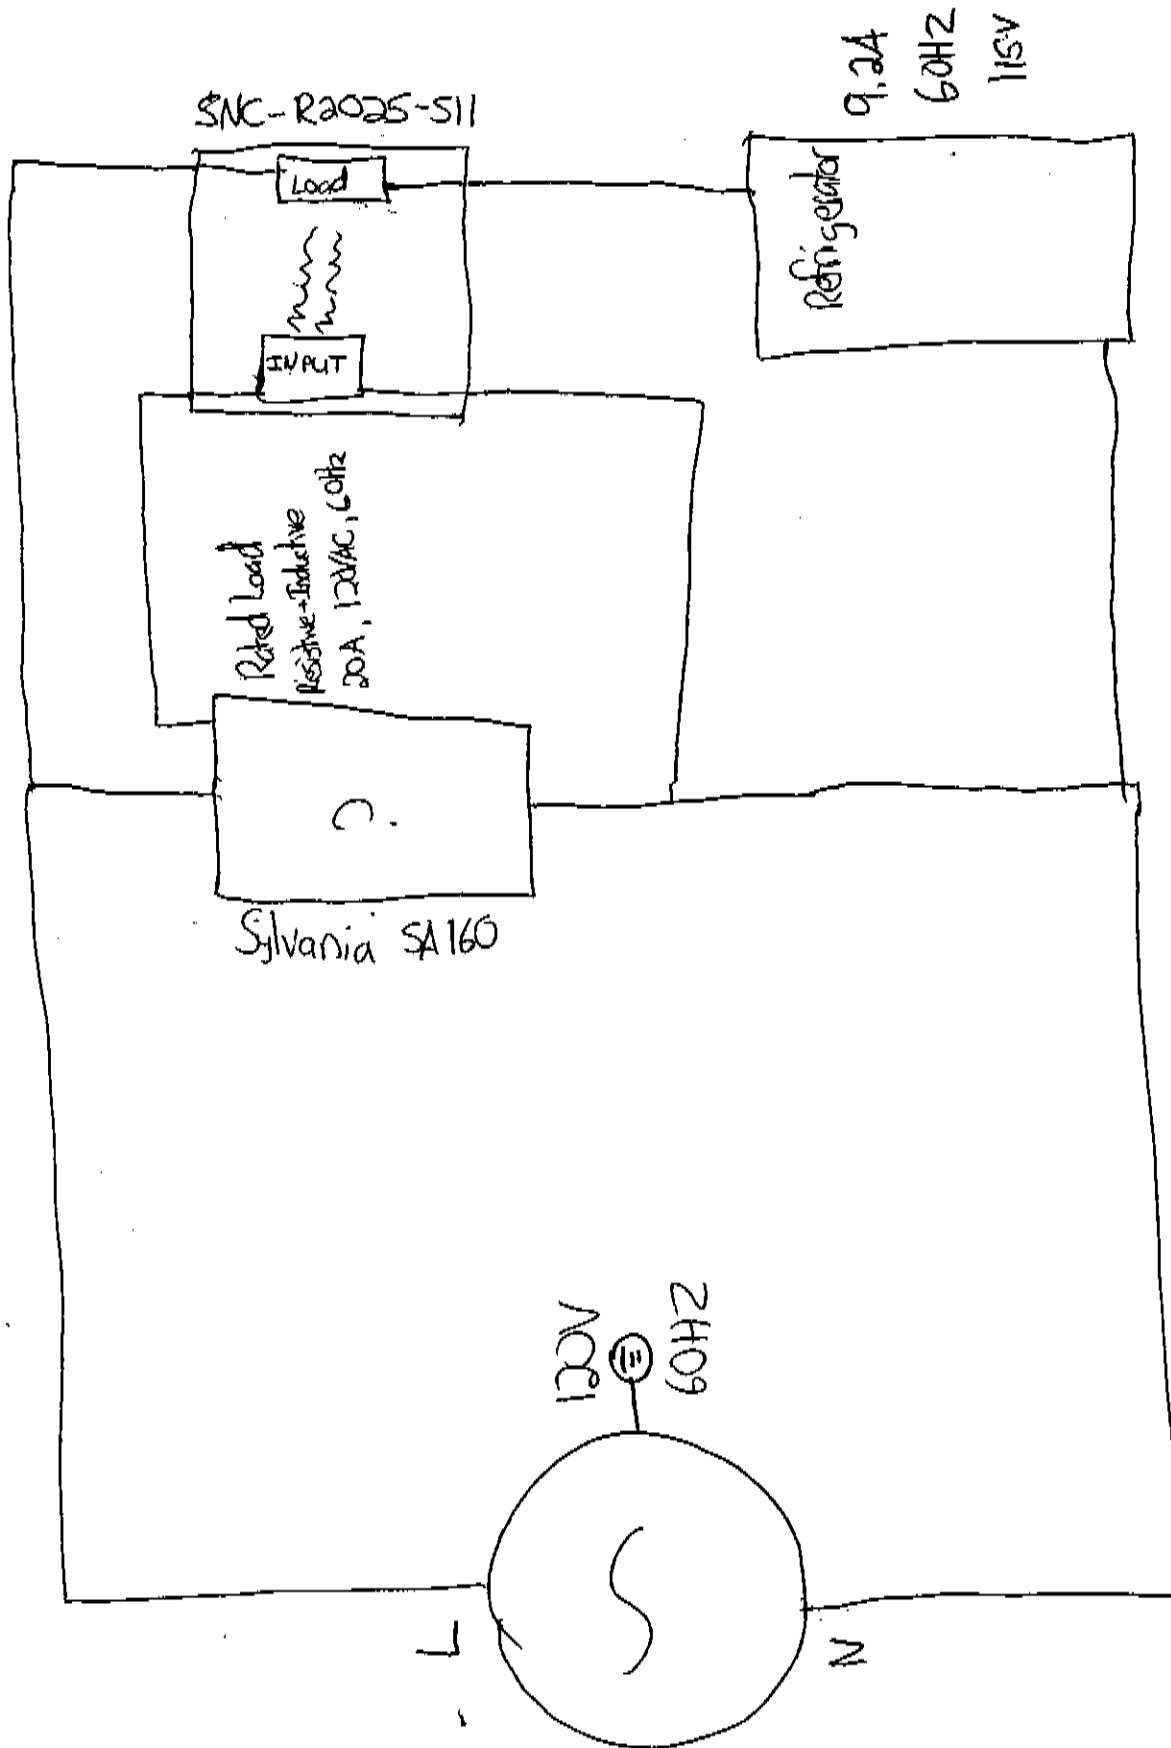 SNC-R2025-S11
Load
INPUT
Refrigerator
9.2A
60HZ
115V
Rated Load
Resistive+Inductive
20A, 120VAC, 60Hz
Sylvania SA160
120V
60HZ
L
N